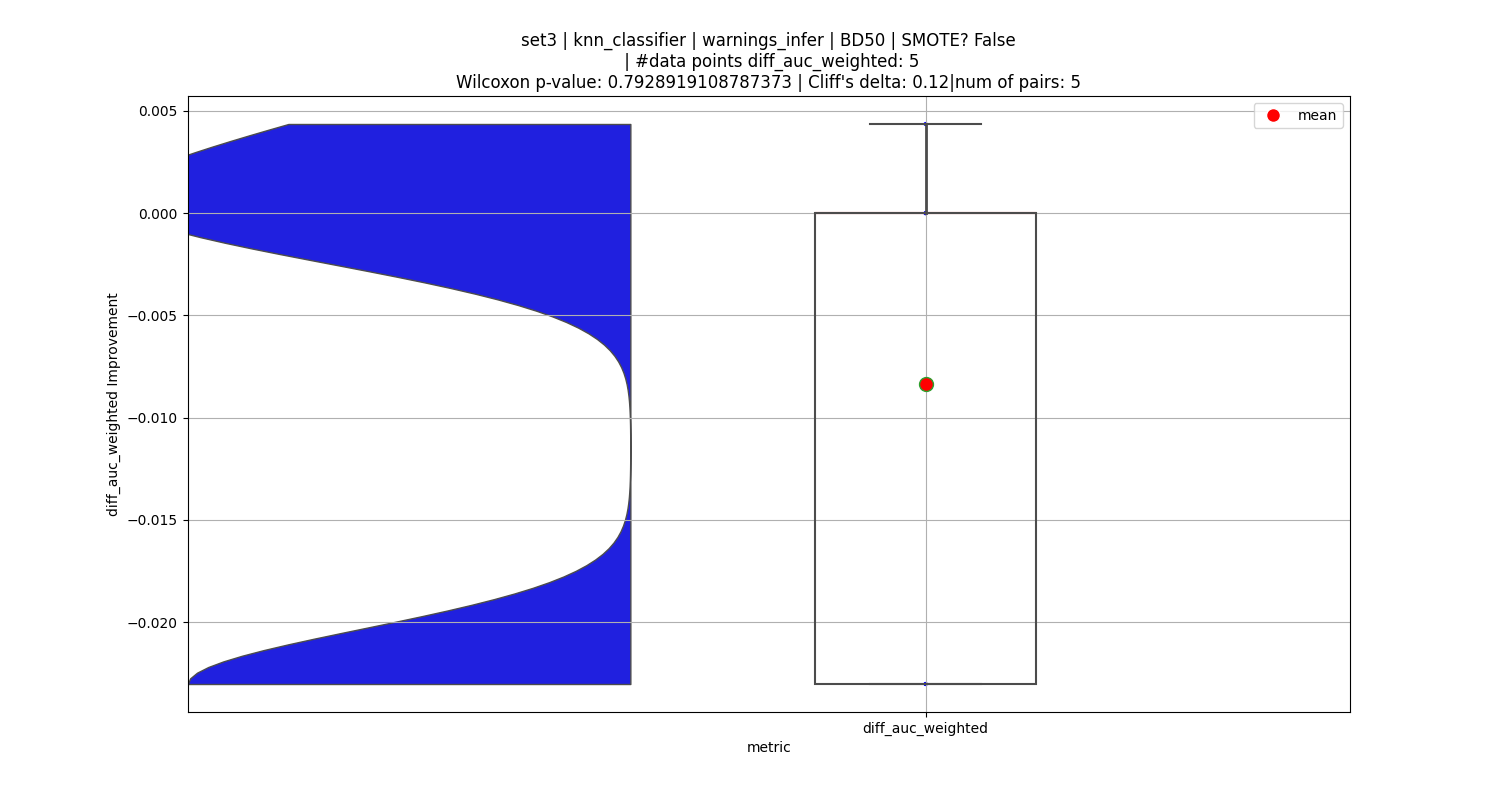 set3 | knn_classifier | warnings_infer | BD50 | SMOTE? False
| #data points diff_auc_weighted: 5
Wilcoxon p-value: 0.7928919108787373 | Cliff's delta: 0.12|num of pairs: 5
mean
0.005
0.000
−0.005
−0.010
−0.015
−0.020
diff_auc_weighted Improvement
diff_auc_weighted
metric